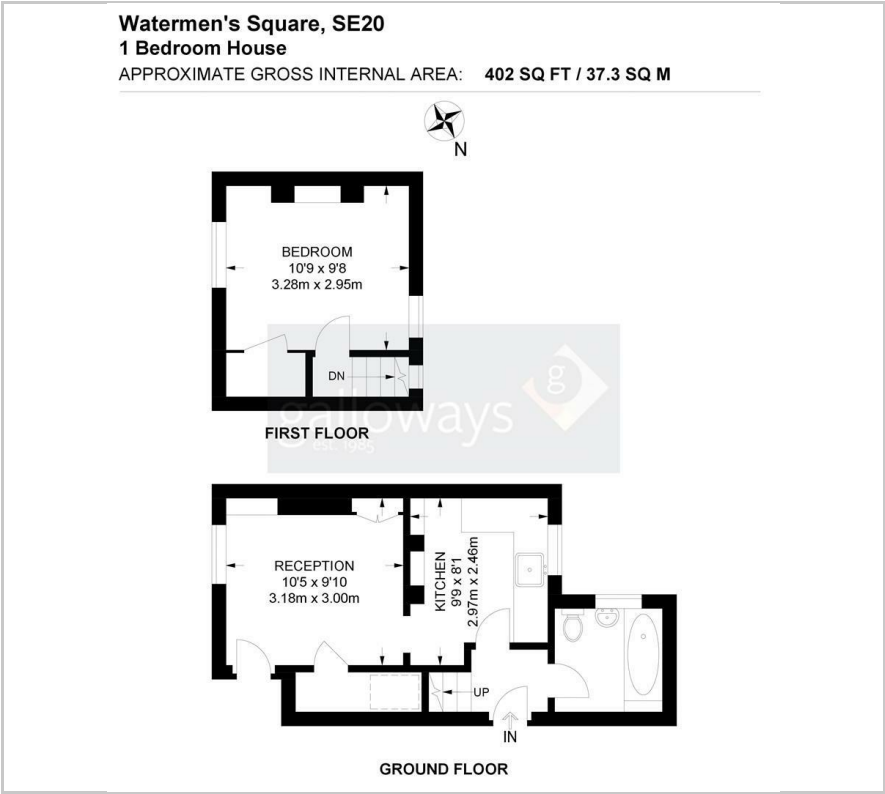 Watermen's Square, SE20
1 Bedroom House
APPROXIMATE GROSS INTERNAL AREA: 402 SQ FT / 37.3 SQ M
N
BEDROOM
10'9 x 9'8
3.28m x 2.95m
DN
g
galloways
est. 1985
FIRST FLOOR
RECEPTION
10'5 x 9'10
3.18m x 3.00m
KITCHEN
9'9 x 8'1
2.97m x 2.46m
UP
IN
GROUND FLOOR